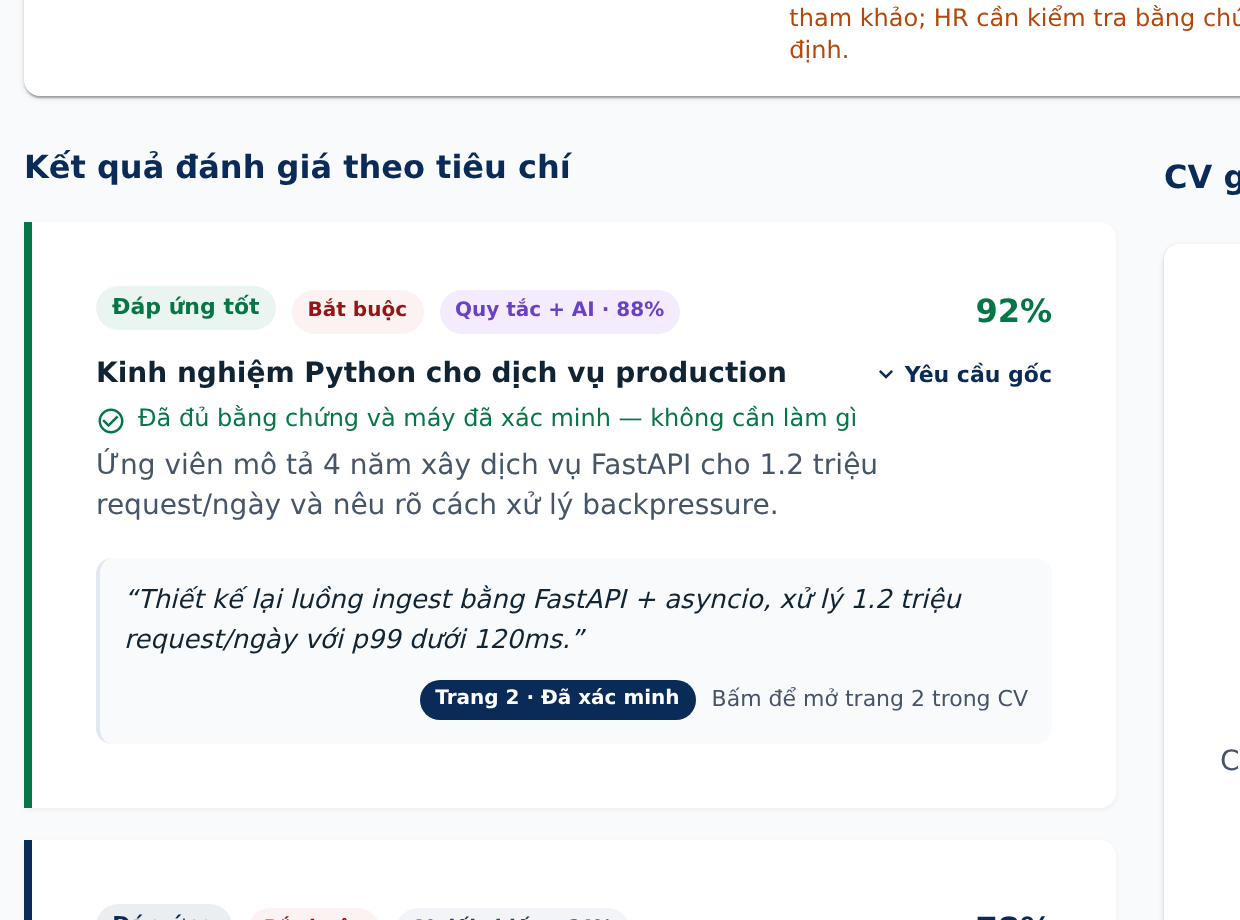 tham khảo; HR cần kiểm tra bằng
định.
Kết quả đánh giá theo tiêu chí
CV
Đáp ứng tốt
Bắt buộc
Quy tắc + AI · 88%
92%
Kinh nghiệm Python cho dịch vụ production
Yêu cầu gốc
Đã đủ bằng chứng và máy đã xác minh — không cần làm gì
Ứng viên mô tả 4 năm xây dịch vụ FastAPI cho 1.2 triệu
request/ngày và nêu rõ cách xử lý backpressure.
“Thiết kế lại luồng ingest bằng FastAPI + asyncio, xử lý 1.2 triệu
request/ngày với p99 dưới 120ms.”
Trang 2 · Đã xác minh
Bấm để mở trang 2 trong CV